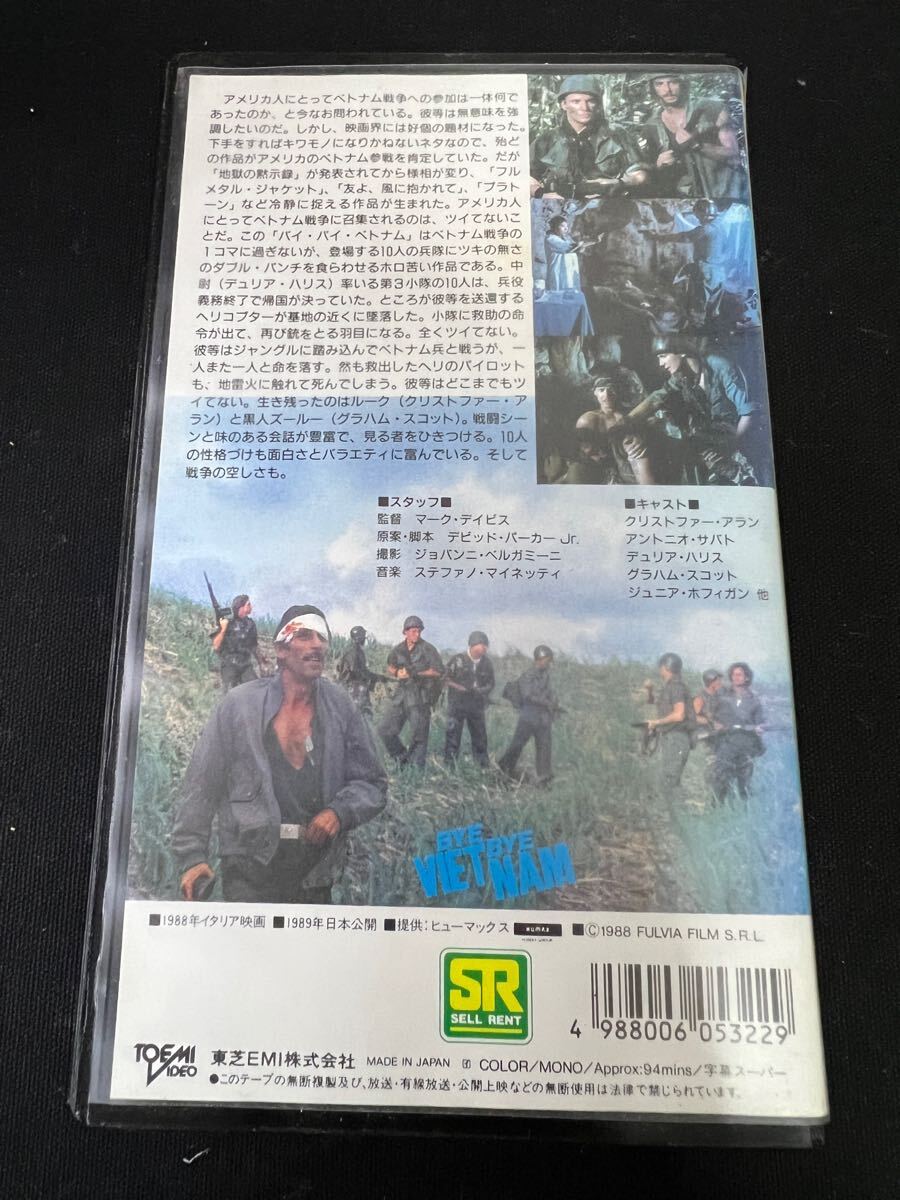 アメリカ人にとってベトナム戦争への参加は一体何で
あったのか、と今なお問われている。彼等は無意味を強
調したいのだ。しかし、映画界には好個の題材になった。
下手をすればキワモノになりかねないネタなので、殆ど
の作品がアメリカのベトナム参戦を肯定していた。だが
「地獄の黙示録」が発表されてから様相が変り、「フル
メタル・ジャケット」、「友よ、風に抱かれて」、「プラト
ーン」など冷静に捉える作品が生まれた。アメリカ人
にとってベトナム戦争に召集されるのは、ツイてないこ
とだ。この「バイ・バイ・ベトナム」はベトナム戦争の
1コマに過ぎないが、登場する10人の兵隊にツキの無さ
のダブル・パンチを食らわせるホロ苦い作品である。中
尉（デュリア・ハリス）率いる第3小隊の10人は、兵役
義務終了で帰国が決っていた。ところが彼等を送還する
ヘリコプターが基地の近くに墜落した。小隊に救助の命
令が出て、再び銃をとる羽目になる。全くツイてない。
彼等はジャングルに踏み込んでベトナム兵と戦うが、一
人また一人と命を落す。然も救出したヘリのパイロット
も、地雷火に触れて死んでしまう。彼等はどこまでもツ
イてない。生き残ったのはルーク（クリストファー・ア
ラン）と黒人ズールー（グラハム・スコット）。戦闘シー
ンと味のある会話が豊富で、見る者をひきつける。10人
の性格づけも面白さとバラエティに富んでいる。そして
戦争の空しさも。
■スタッフ■
監督 マーク・デイビス
原案・脚本 デビッド・パーカー Jr.
撮影 ジョバンニ・ベルガミーニ
音楽 ステファノ・マイネッティ
■キャスト■
クリストファー・アラン
アントニオ・サバト
デュリア・ハリス
グラハム・スコット
ジュニア・ホフィガン 他
BYE BYE
VIETNAM
■1988年イタリア映画 ■1989年日本公開 ■提供：ヒューマックス HUMAX ■©1988 FULVIA FILM S.R.L.
SR
SELL RENT
4 988006 053229
TOEMI VIDEO 東芝EMI株式会社 MADE IN JAPAN COLOR/MONO/Approx:94mins/字幕スーパー
●このテープの無断複製及び、放送・有線放送・公開上映などの無断使用は法律で禁じられています。